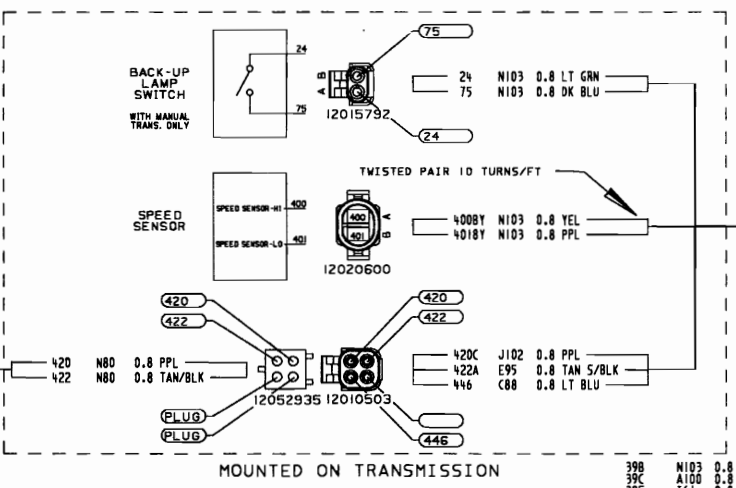 75
24
BACK-UP
LAMP
SWITCH
WITH MANUAL
TRANS. ONLY
75
B
A
12015792
24
24 N103 0.8 LT GRN
75 N103 0.8 DK BLU
TWISTED PAIR 10 TURNS/FT
SPEED
SENSOR
SPEED SENSOR-HI
400
SPEED SENSOR-LO
401
400
401
A
B
12020600
400BY N103 0.8 YEL
401BY N103 0.8 PPL
420
422
420
422
420 N80 0.8 PPL
422 N80 0.8 TAN/BLK
420C J102 0.8 PPL
422A E95 0.8 TAN S/BLK
446 C88 0.8 LT BLU
PLUG
PLUG
12052935
12010503
446
MOUNTED ON TRANSMISSION
39B N103 0.8
39C A100 0.8